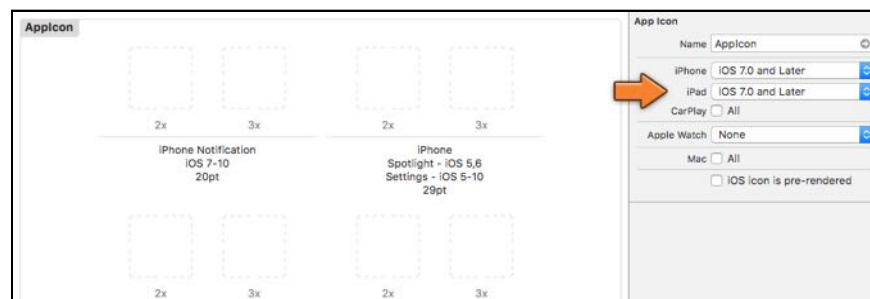 AppIcon
2x 3x 2x 3x
iPhone Notification
iOS 7-10
20pt
iPhone
Spotlight - iOS 5,6
Settings - iOS 5-10
29pt
2x 3x 2x 3x
App Icon
Name AppIcon
iPhone iOS 7.0 and Later
iPad iOS 7.0 and Later
CarPlay All
Apple Watch None
Mac All
iOS icon is pre-rendered